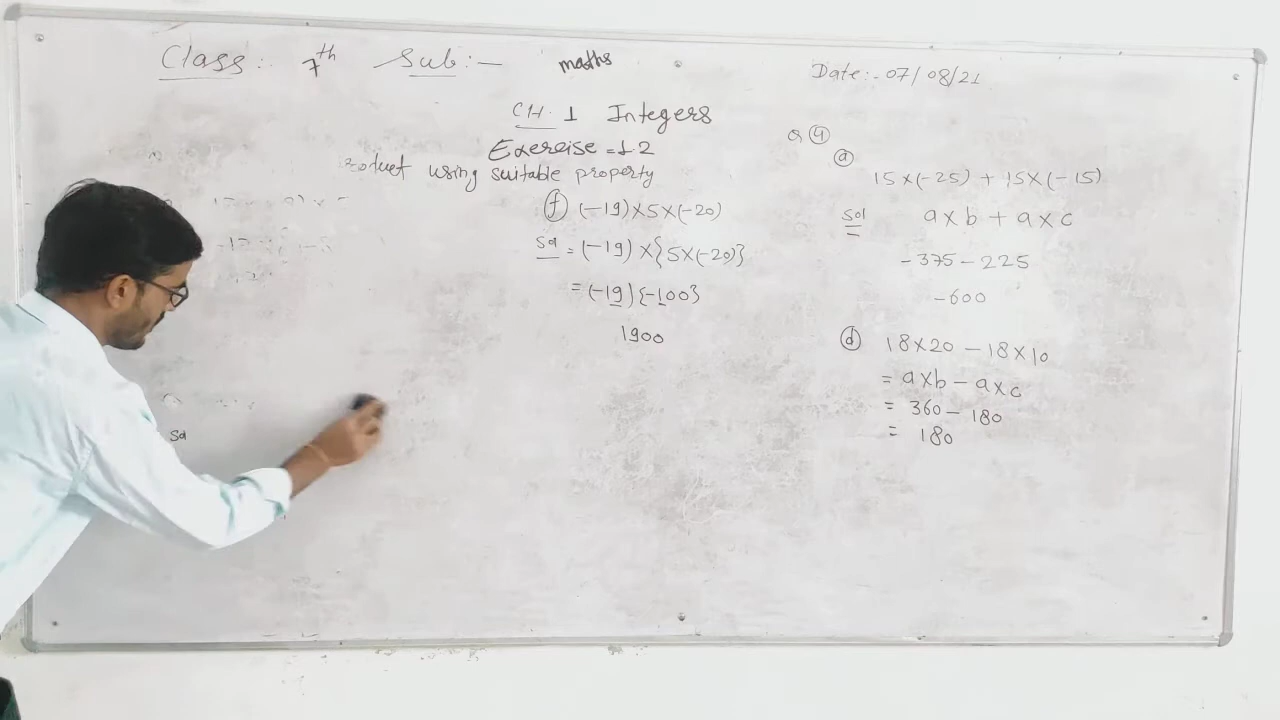 Class:. 7th Sub:— maths
Date:-07/08/21
CH. 1 Integers
Exercise = 1.2
using suitable property
(f) (-19)×5×(-20)
Sol = (-19)×{5×(-20)}
= (-19){-100}
1900
Sol
Q (4)
(a)
15×(-25) + 15×(-15)
Sol a×b + a×c
-375-225
-600
(d) 18×20 - 18×10
= a×b - a×c
= 360 - 180
= 180